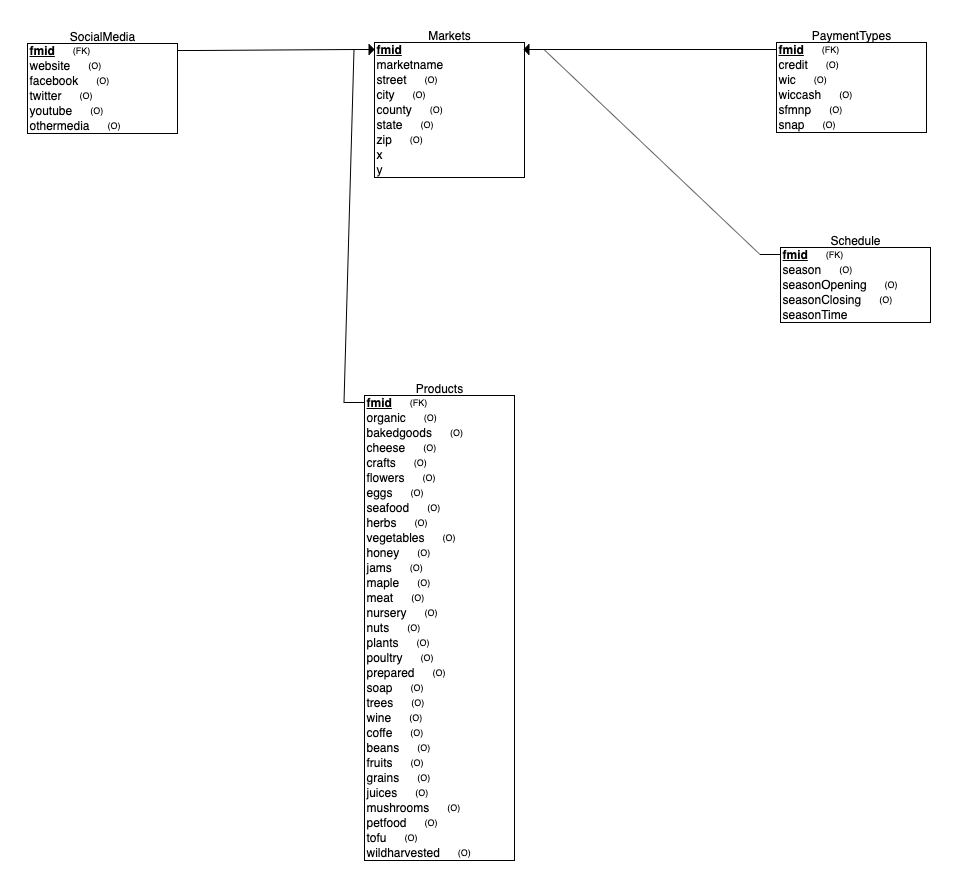 SocialMedia
fmid (FK)
website (O)
facebook (O)
twitter (O)
youtube (O)
othermedia (O)
Markets
fmid
marketname
street (O)
city (O)
county (O)
state (O)
zip (O)
x
y
PaymentTypes
fmid (FK)
credit (O)
wic (O)
wiccash (O)
sfmnp (O)
snap (O)
Schedule
fmid (FK)
season (O)
seasonOpening (O)
seasonClosing (O)
seasonTime
Products
fmid (FK)
organic (O)
bakedgoods (O)
cheese (O)
crafts (O)
flowers (O)
eggs (O)
seafood (O)
herbs (O)
vegetables (O)
honey (O)
jams (O)
maple (O)
meat (O)
nursery (O)
nuts (O)
plants (O)
poultry (O)
prepared (O)
soap (O)
trees (O)
wine (O)
coffe (O)
beans (O)
fruits (O)
grains (O)
juices (O)
mushrooms (O)
petfood (O)
tofu (O)
wildharvested (O)